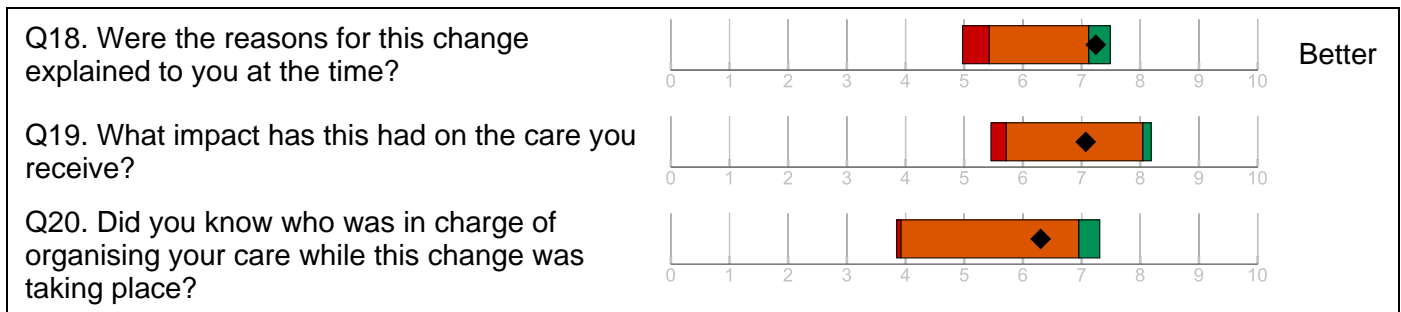 Q18. Were the reasons for this change
explained to you at the time?
Better
0 1 2 3 4 5 6 7 8 9 10
Q19. What impact has this had on the care you
receive?
0 1 2 3 4 5 6 7 8 9 10
Q20. Did you know who was in charge of
organising your care while this change was
taking place?
0 1 2 3 4 5 6 7 8 9 10